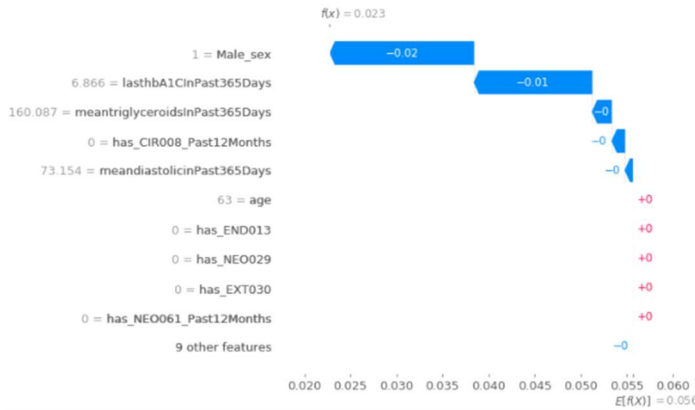 f(x) = 0.023
1 = Male_sex −0.02
6.866 = lasthbA1CInPast365Days −0.01
160.087 = meantriglyceroidsInPast365Days −0
0 = has_CIR008_Past12Months −0
73.154 = meandiastolicinPast365Days −0
63 = age +0
0 = has_END013 +0
0 = has_NEO029 +0
0 = has_EXT030 +0
0 = has_NEO061_Past12Months +0
9 other features −0
0.020 0.025 0.030 0.035 0.040 0.045 0.050 0.055 0.060
E[f(X)] = 0.056